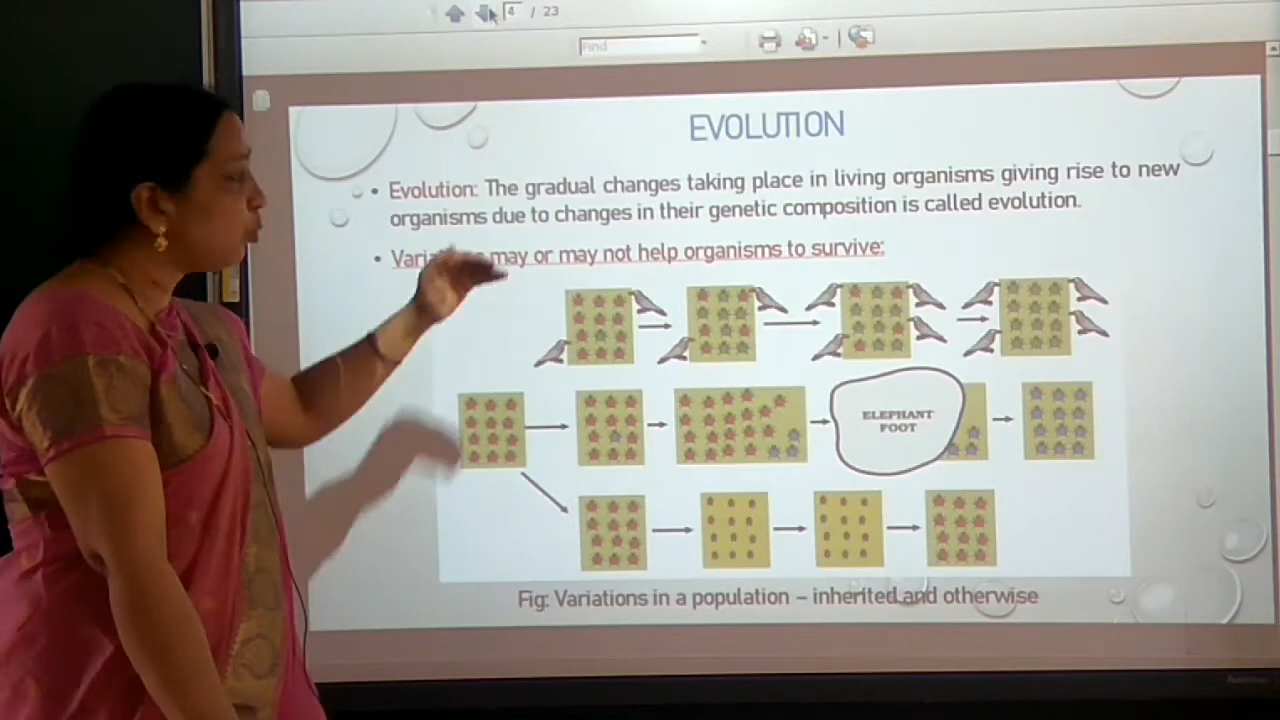 4 / 23
Find
EVOLUTION
• Evolution: The gradual changes taking place in living organisms giving rise to new
organisms due to changes in their genetic composition is called evolution.
• may or may not help organisms to survive:
ELEPHANT
FOOT
Fig: Variations in a population – inherited and otherwise